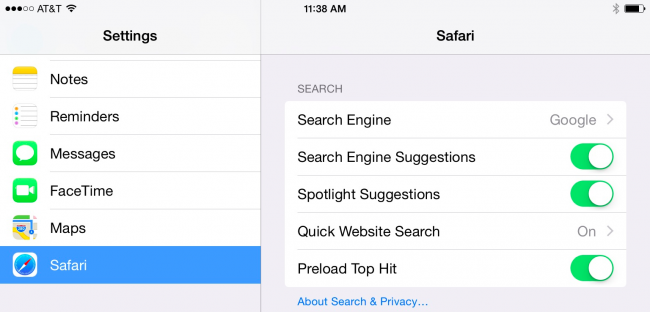 AT&T 11:38 AM
Settings Safari
Notes
Reminders
Messages
FaceTime
Maps
Safari
SEARCH
Search Engine Google
Search Engine Suggestions
Spotlight Suggestions
Quick Website Search On
Preload Top Hit
About Search & Privacy...